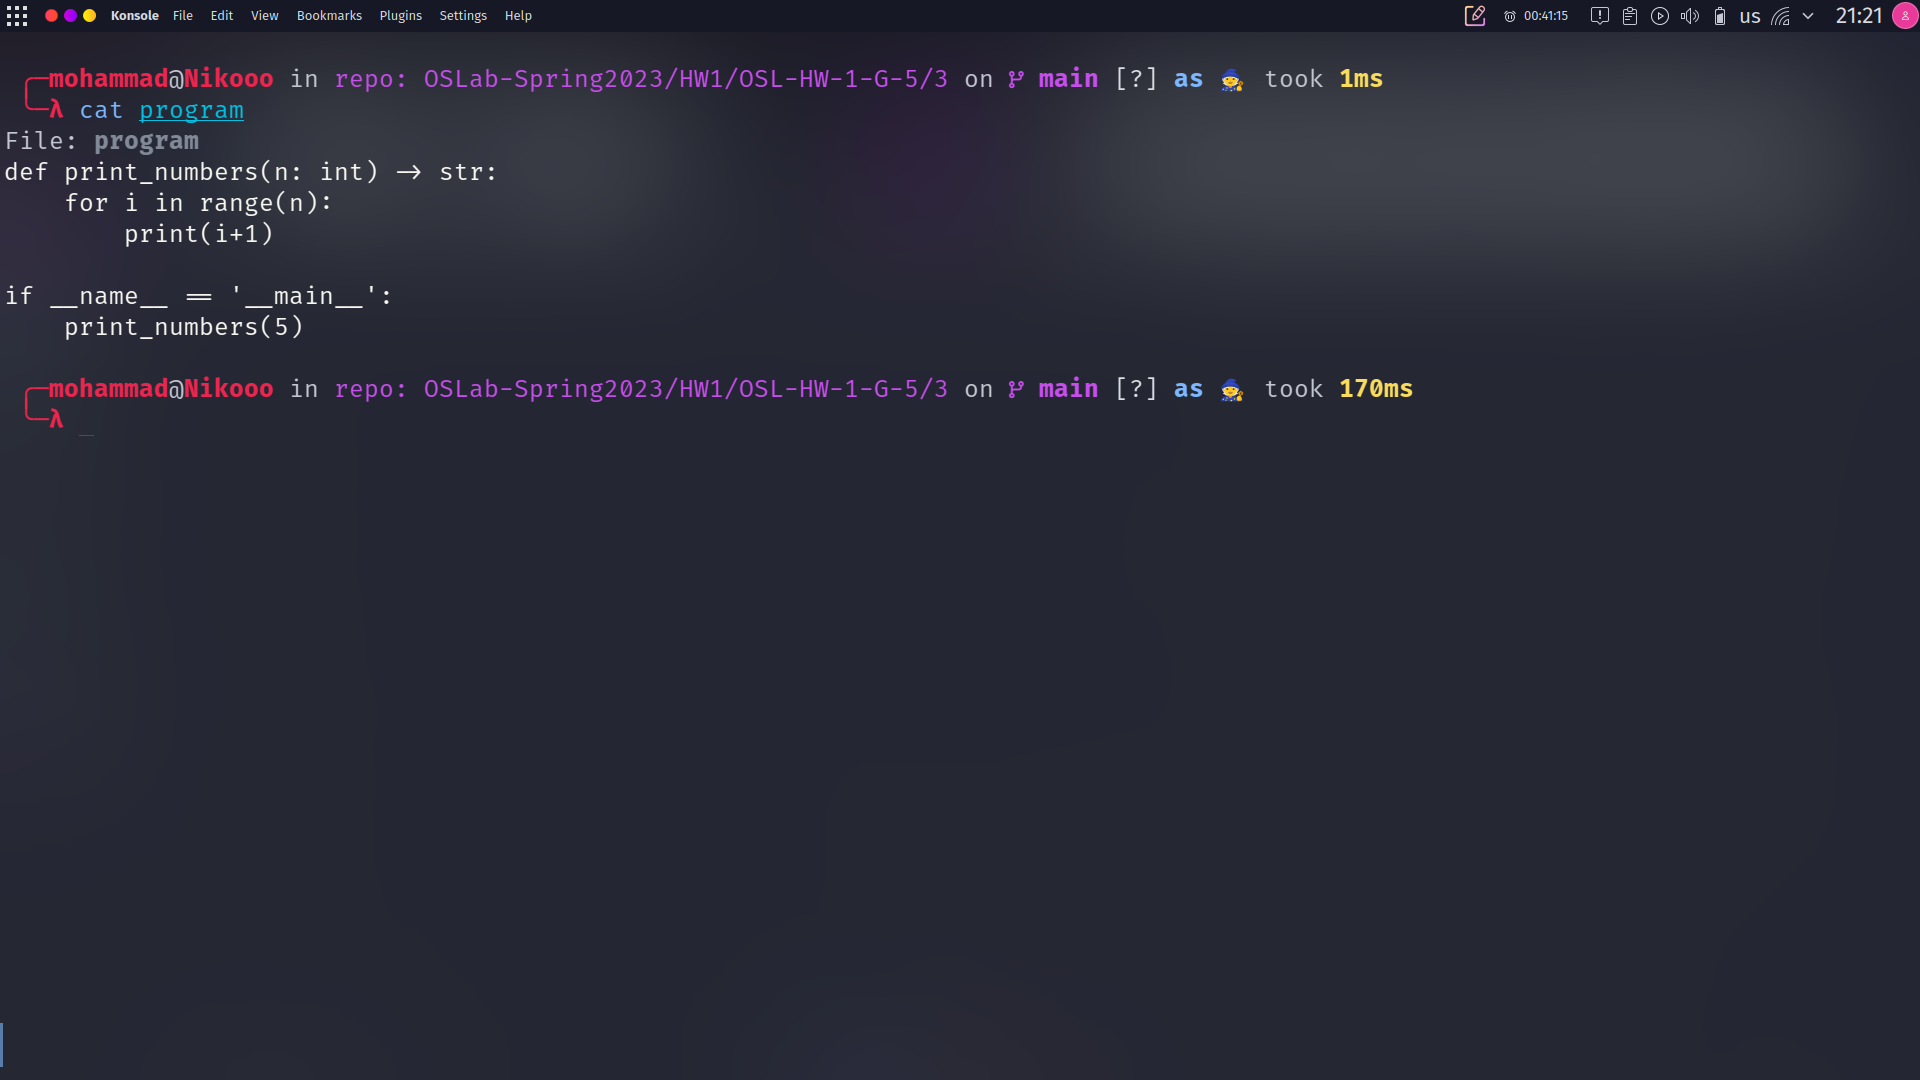 Konsole File Edit View Bookmarks Plugins Settings Help 00:41:15 us 21:21
mohammad@Nikooo in repo: OSLab-Spring2023/HW1/OSL-HW-1-G-5/3 on main [?] as 🧙 took 1ms
λ cat program
File: program
def print_numbers(n: int) -> str:
    for i in range(n):
        print(i+1)
if __name__ == '__main__':
    print_numbers(5)
mohammad@Nikooo in repo: OSLab-Spring2023/HW1/OSL-HW-1-G-5/3 on main [?] as 🧙 took 170ms
λ _